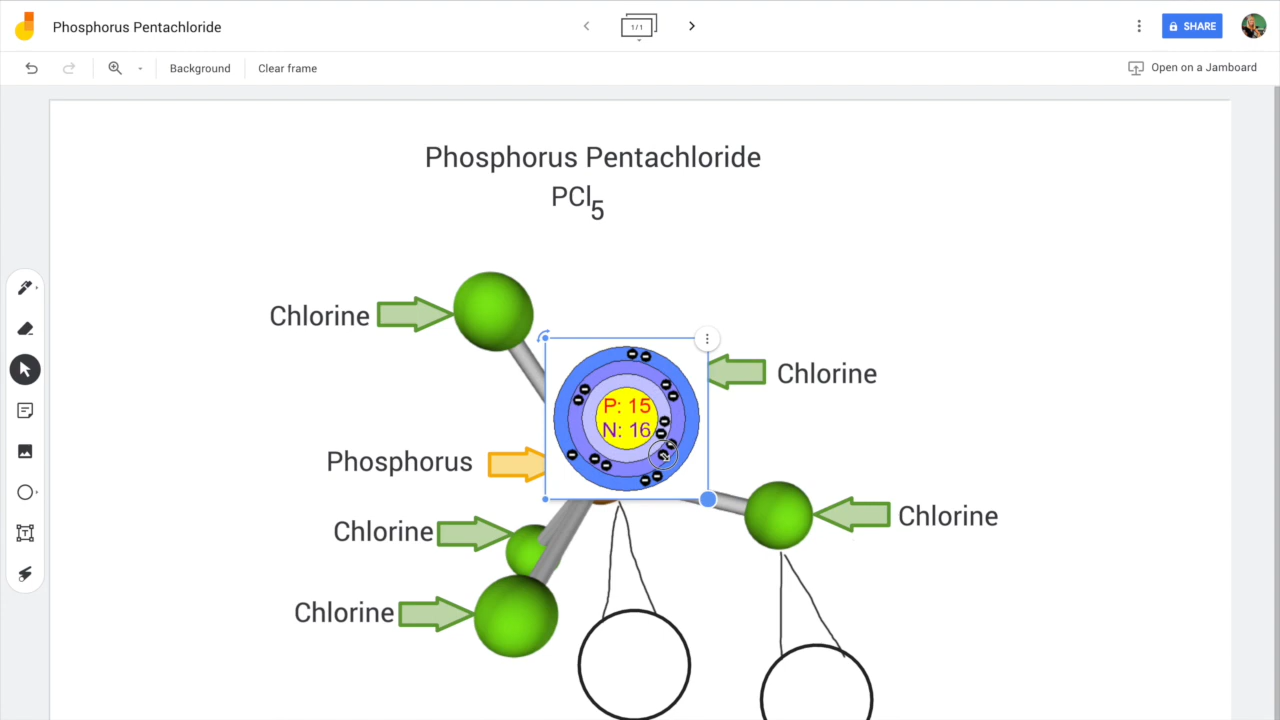 Phosphorus Pentachloride
1/1
SHARE
Background
Clear frame
Open on a Jamboard
Phosphorus Pentachloride
PCl5
Chlorine
Chlorine
P: 15
N: 16
Phosphorus
Chlorine
Chlorine
Chlorine